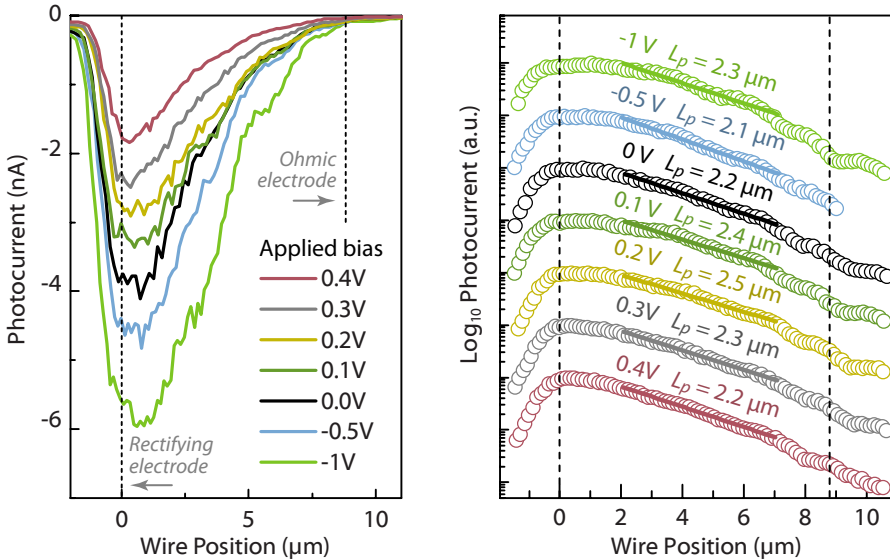 0
-2
-4
-6
Photocurrent (nA)
Ohmic
electrode
Applied bias
0.4V
0.3V
0.2V
0.1V
0.0V
-0.5V
-1V
Rectifying
electrode
0
5
10
Wire Position (μm)
Log₁₀ Photocurrent (a.u.)
-1 V Lₚ = 2.3 μm
-0.5 V Lₚ = 2.1 μm
0V Lₚ = 2.2 μm
0.1V Lₚ = 2.4 μm
0.2 V Lₚ = 2.5 μm
0.3V Lₚ = 2.3 μm
0.4V Lₚ = 2.2 μm
0 2 4 6 8 10
Wire Position (μm)